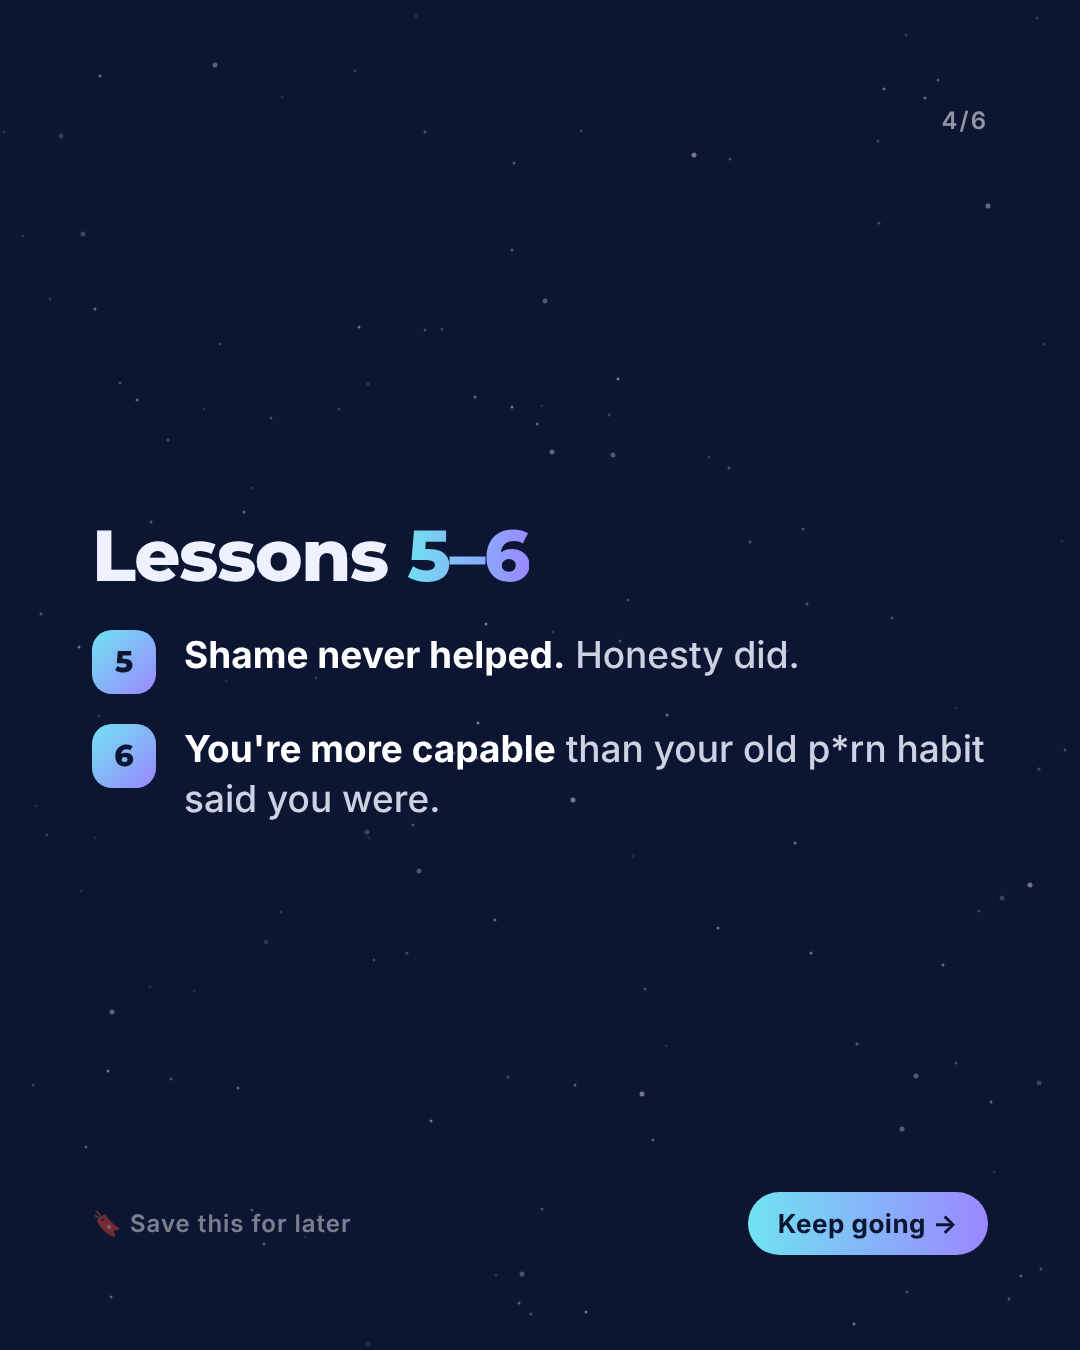 4/6
Lessons 5–6
5 Shame never helped. Honesty did.
6 You're more capable than your old p*rn habit
said you were.
🔖 Save this for later
Keep going →